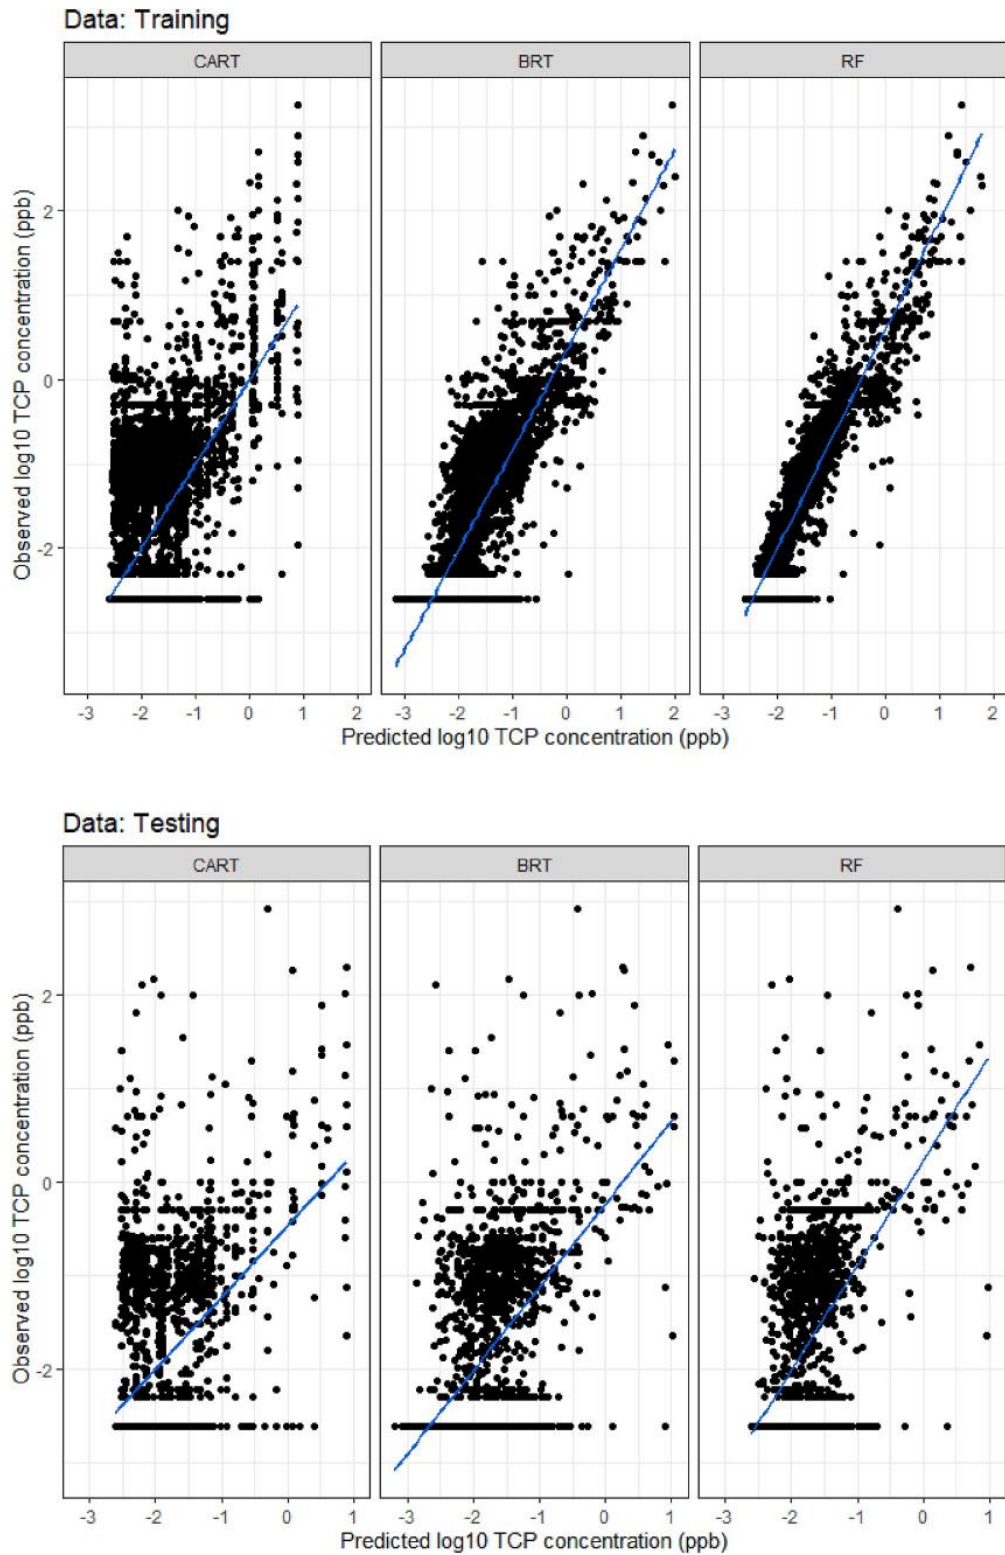 Data: Training
CART BRT RF
Observed log10 TCP concentration (ppb)
2
0
-2
-3 -2 -1 0 1 2 -3 -2 -1 0 1 2 -3 -2 -1 0 1 2
Predicted log10 TCP concentration (ppb)
Data: Testing
CART BRT RF
Observed log10 TCP concentration (ppb)
2
0
-2
-3 -2 -1 0 1 -3 -2 -1 0 1 -3 -2 -1 0 1
Predicted log10 TCP concentration (ppb)